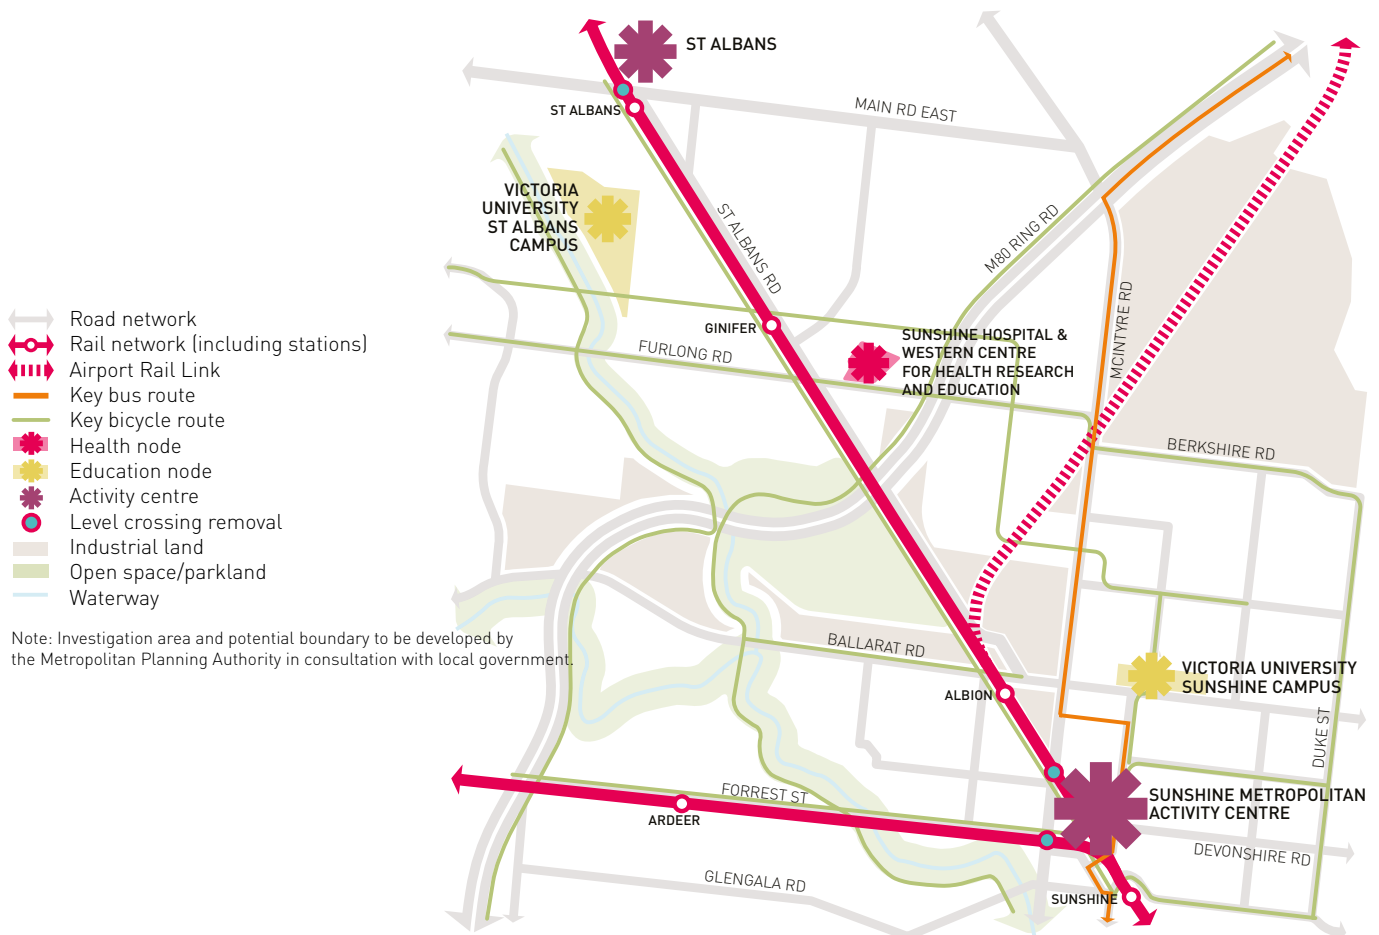 ST ALBANS
ST ALBANS
MAIN RD EAST
VICTORIA
UNIVERSITY
ST ALBANS
CAMPUS
ST ALBANS RD
M80 RING RD
MCINTYRE RD
GINIFER
FURLONG RD
SUNSHINE HOSPITAL &
WESTERN CENTRE
FOR HEALTH RESEARCH
AND EDUCATION
BERKSHIRE RD
Road network
Rail network (including stations)
Airport Rail Link
Key bus route
Key bicycle route
Health node
Education node
Activity centre
Level crossing removal
Industrial land
Open space/parkland
Waterway
Note: Investigation area and potential boundary to be developed by
the Metropolitan Planning Authority in consultation with local government.
BALLARAT RD
ALBION
VICTORIA UNIVERSITY
SUNSHINE CAMPUS
DUKE ST
FORREST ST
ARDEER
SUNSHINE METROPOLITAN
ACTIVITY CENTRE
DEVONSHIRE RD
GLENGALA RD
SUNSHINE